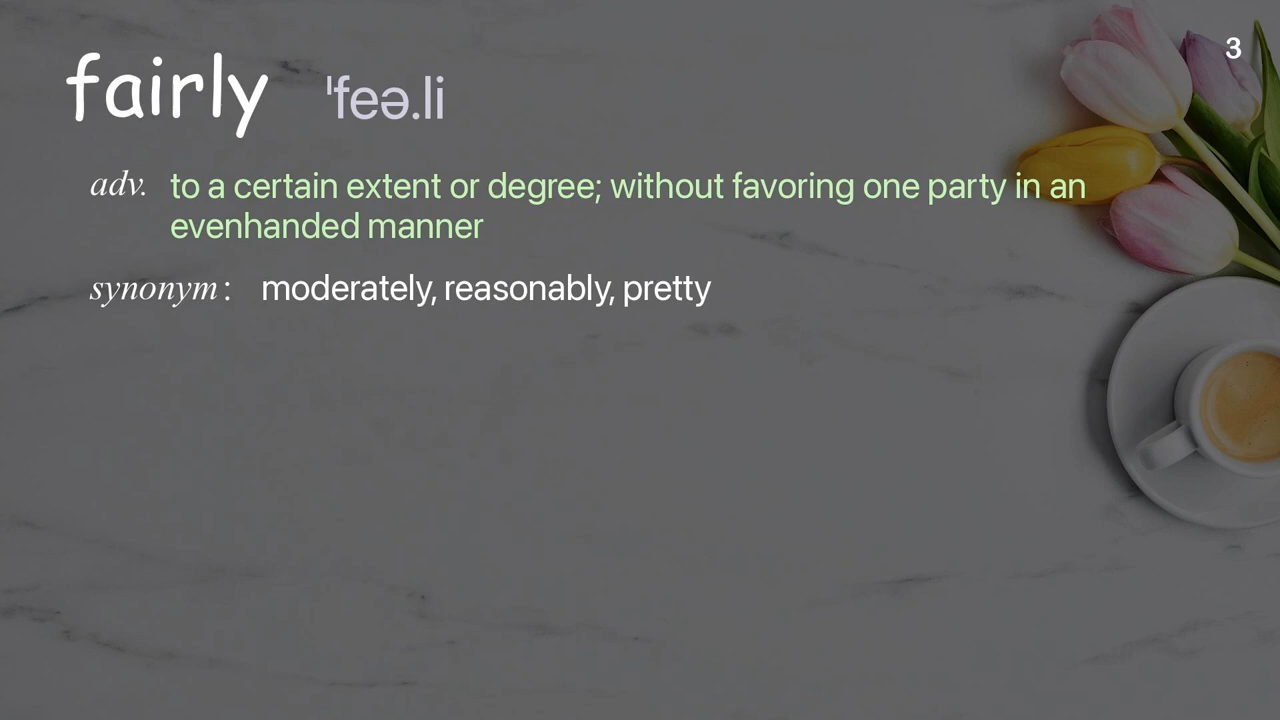 3
fairly ˈfeə.li
adv. to a certain extent or degree; without favoring one party in an
evenhanded manner
synonym : moderately, reasonably, pretty